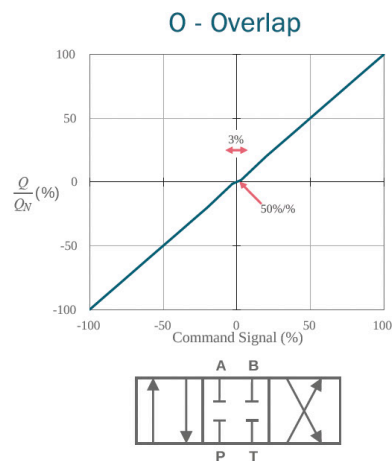 O - Overlap
100
50
3%
0
Q/Q_N (%)
50%/%
-50
-100
-100 -50 0 50 100
Command Signal (%)
A B
P T